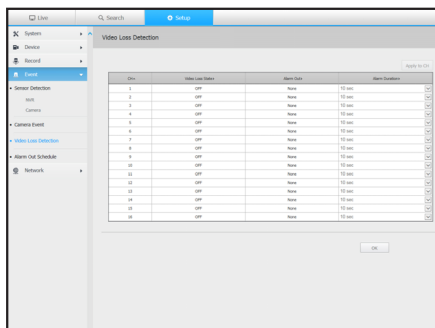 Live
Search
Setup
System
Device
Record
Event
Sensor Detection
NVR
Camera
Camera Event
Video Loss Detection
Alarm Out Schedule
Network
Video Loss Detection
Apply to CH
CH Video Loss States Alarm Outs Alarm Durations
1 OFF None 10 sec
2 OFF None 10 sec
3 OFF None 10 sec
4 OFF None 10 sec
5 OFF None 10 sec
6 OFF None 10 sec
7 OFF None 10 sec
8 OFF None 10 sec
9 OFF None 10 sec
10 OFF None 10 sec
11 OFF None 10 sec
12 OFF None 10 sec
13 OFF None 10 sec
14 OFF None 10 sec
15 OFF None 10 sec
16 OFF None 10 sec
OK